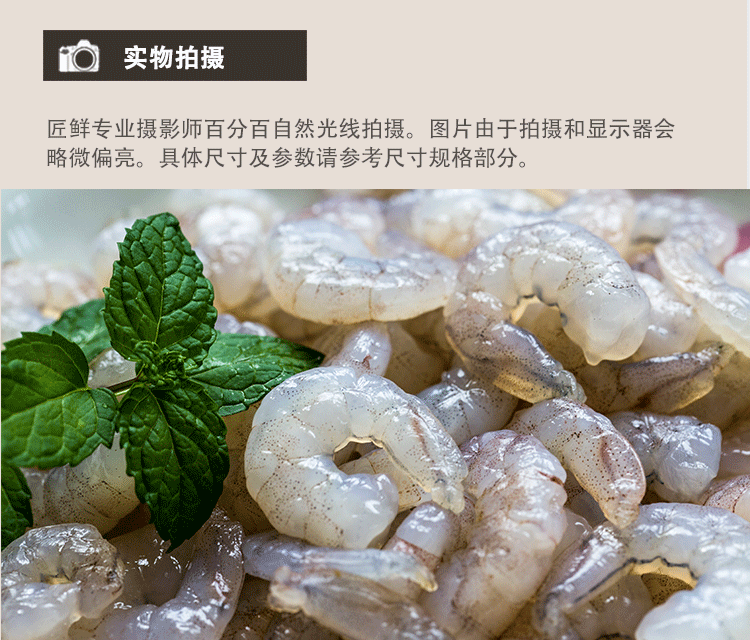 实物拍摄
匠鲜专业摄影师百分百自然光线拍摄。图片由于拍摄和显示器会
略微偏亮。具体尺寸及参数请参考尺寸规格部分。